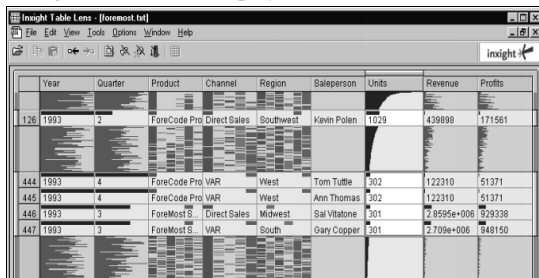 Inxight Table Lens - [foremost.txt]
File Edit View Tools Options Window Help
inxight
Year Quarter Product Channel Region Saleperson Units Revenue Profits
126 1993 2 ForeCode Pro Direct Sales Southwest Kevin Polen 1029 439898 171561
444 1993 4 ForeCode Pro VAR West Tom Tuttle 302 122310 51371
445 1993 4 ForeCode Pro VAR West Ann Thomas 302 122310 51371
446 1993 3 ForeMost S... Direct Sales Midwest Sal Vitatone 301 2.8595e+006 929338
447 1993 3 ForeMost S... VAR South Gary Copper 301 2.709e+006 948150